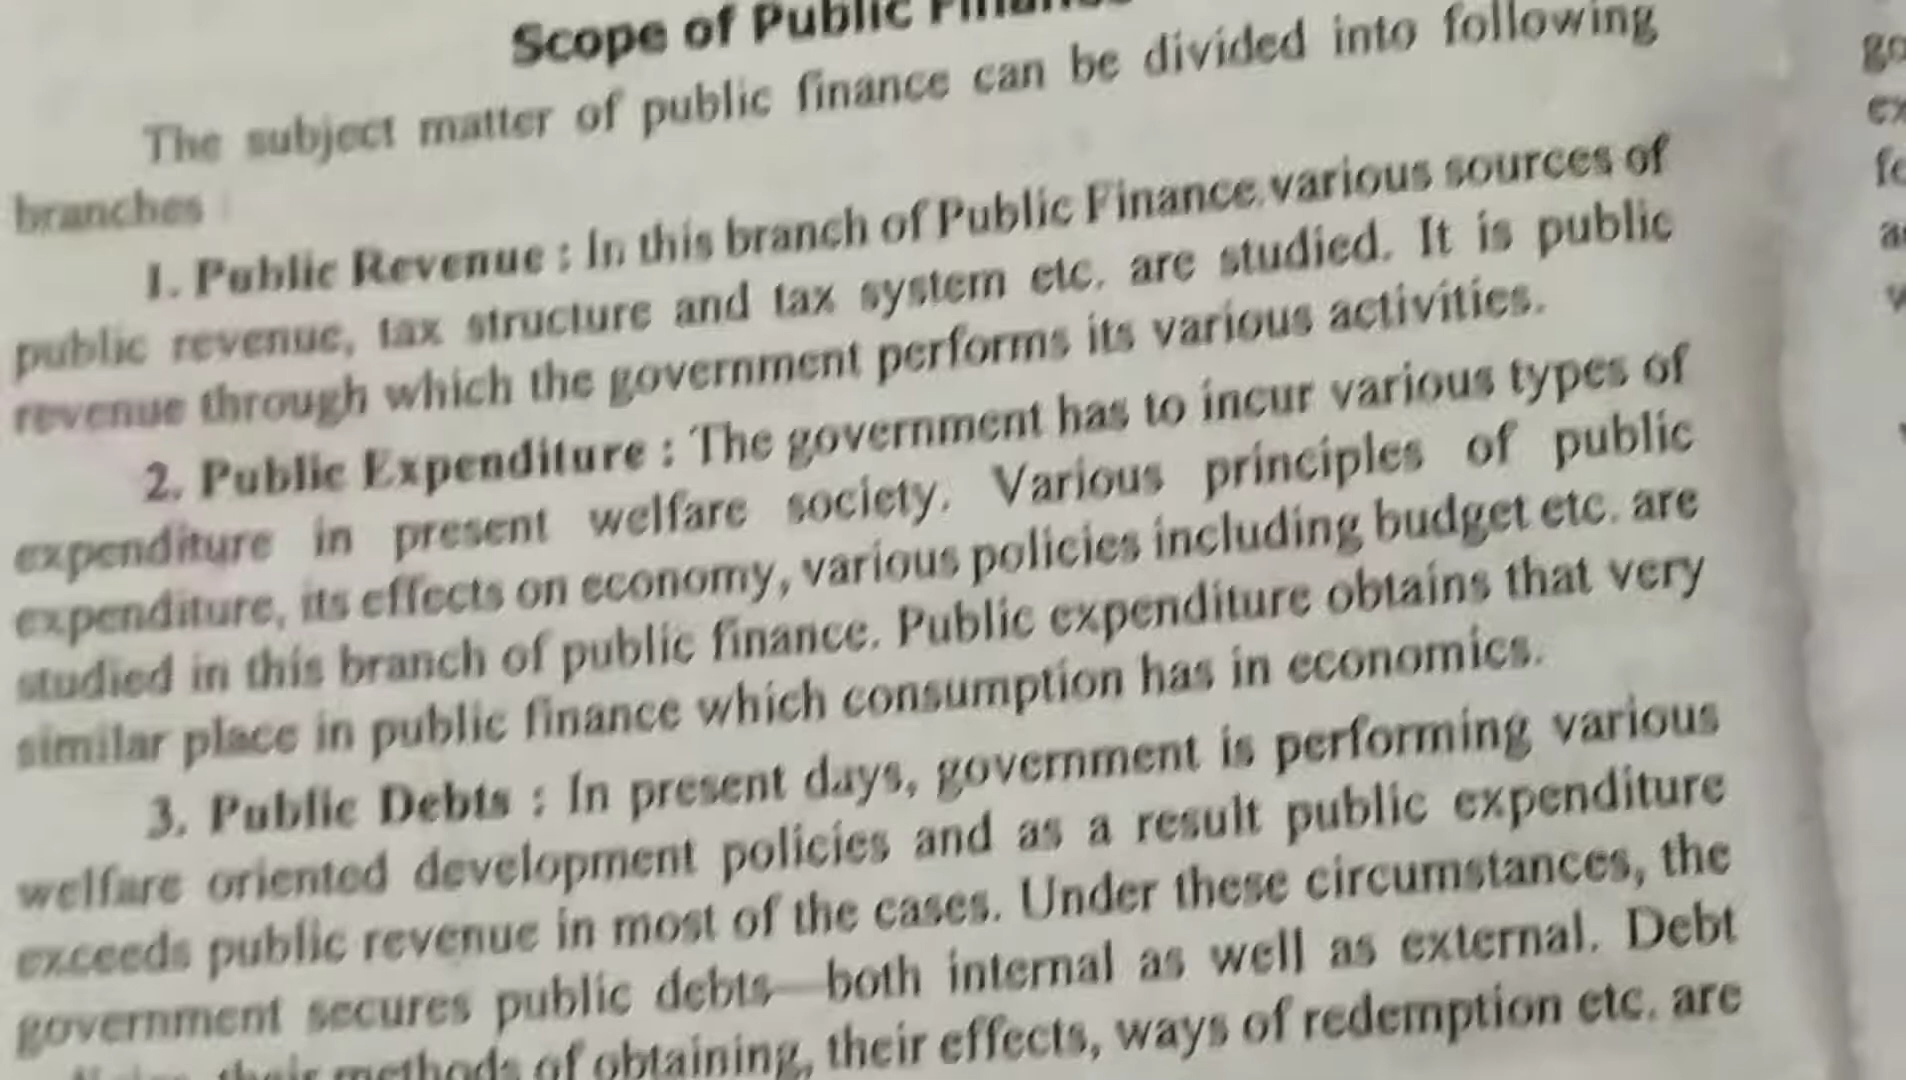 Scope of Public Finance
The subject matter of public finance can be divided into following
branches :
1. Public Revenue : In this branch of Public Finance, various sources of
public revenue, tax structure and tax system etc. are studied. It is public
revenue through which the government performs its various activities.
2. Public Expenditure : The government has to incur various types of
expenditure in present welfare society. Various principles of public
expenditure, its effects on economy, various policies including budget etc. are
studied in this branch of public finance. Public expenditure obtains that very
similar place in public finance which consumption has in economics.
3. Public Debts : In present days, government is performing various
welfare oriented development policies and as a result public expenditure
exceeds public revenue in most of the cases. Under these circumstances, the
government secures public debts—both internal as well as external. Debt
their methods of obtaining, their effects, ways of redemption etc. are